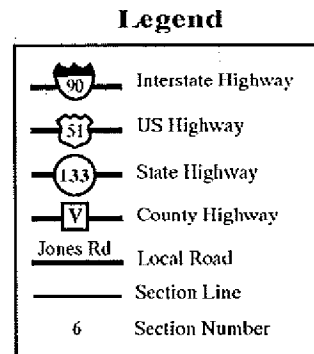 Legend
90 Interstate Highway
51 US Highway
133 State Highway
V County Highway
Jones Rd Local Road
Section Line
6 Section Number